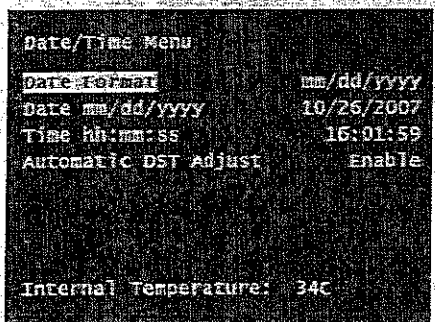 Date/Time Menu
Date Format mm/dd/yyyy
Date mm/dd/yyyy 10/26/2007
Time hh:mm:ss 16:01:59
Automatic DST Adjust Enable
Internal Temperature: 34C